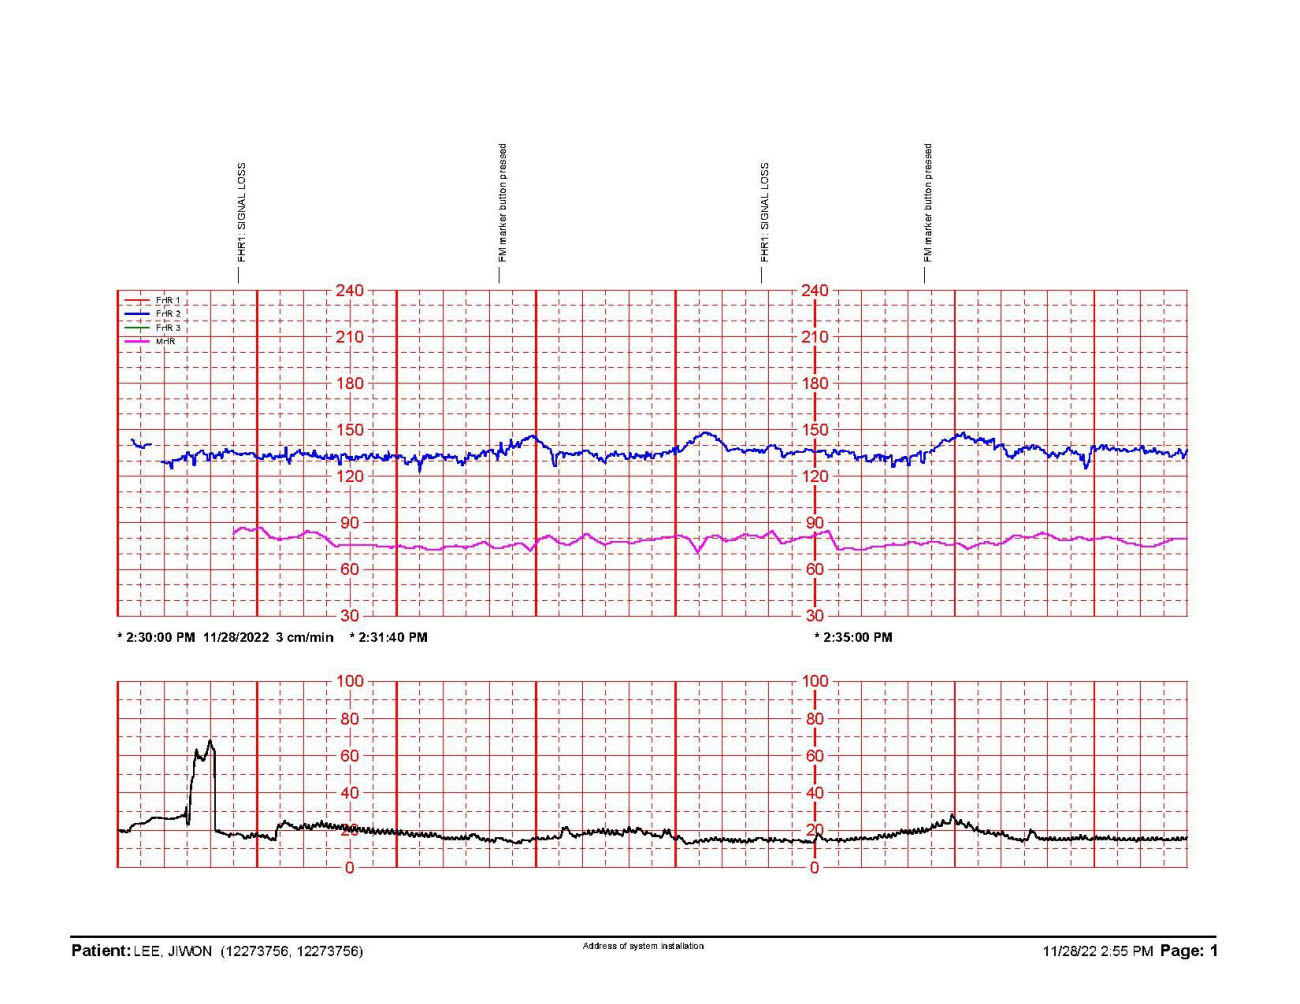 FHR1: SIGNAL LOSS
FM marker button pressed
FHR1: SIGNAL LOSS
FM marker button pressed
240 240
FHR 1
FHR 2
FHR 3
MHR
210 210
180 180
150 150
120 120
90 90
60 60
30 30
* 2:30:00 PM 11/28/2022 3 cm/min * 2:31:40 PM * 2:35:00 PM
100 100
80 80
60 60
40 40
20 20
0 0
Patient: LEE, JIWON (12273756, 12273756) Address of system installation 11/28/22 2:55 PM Page: 1